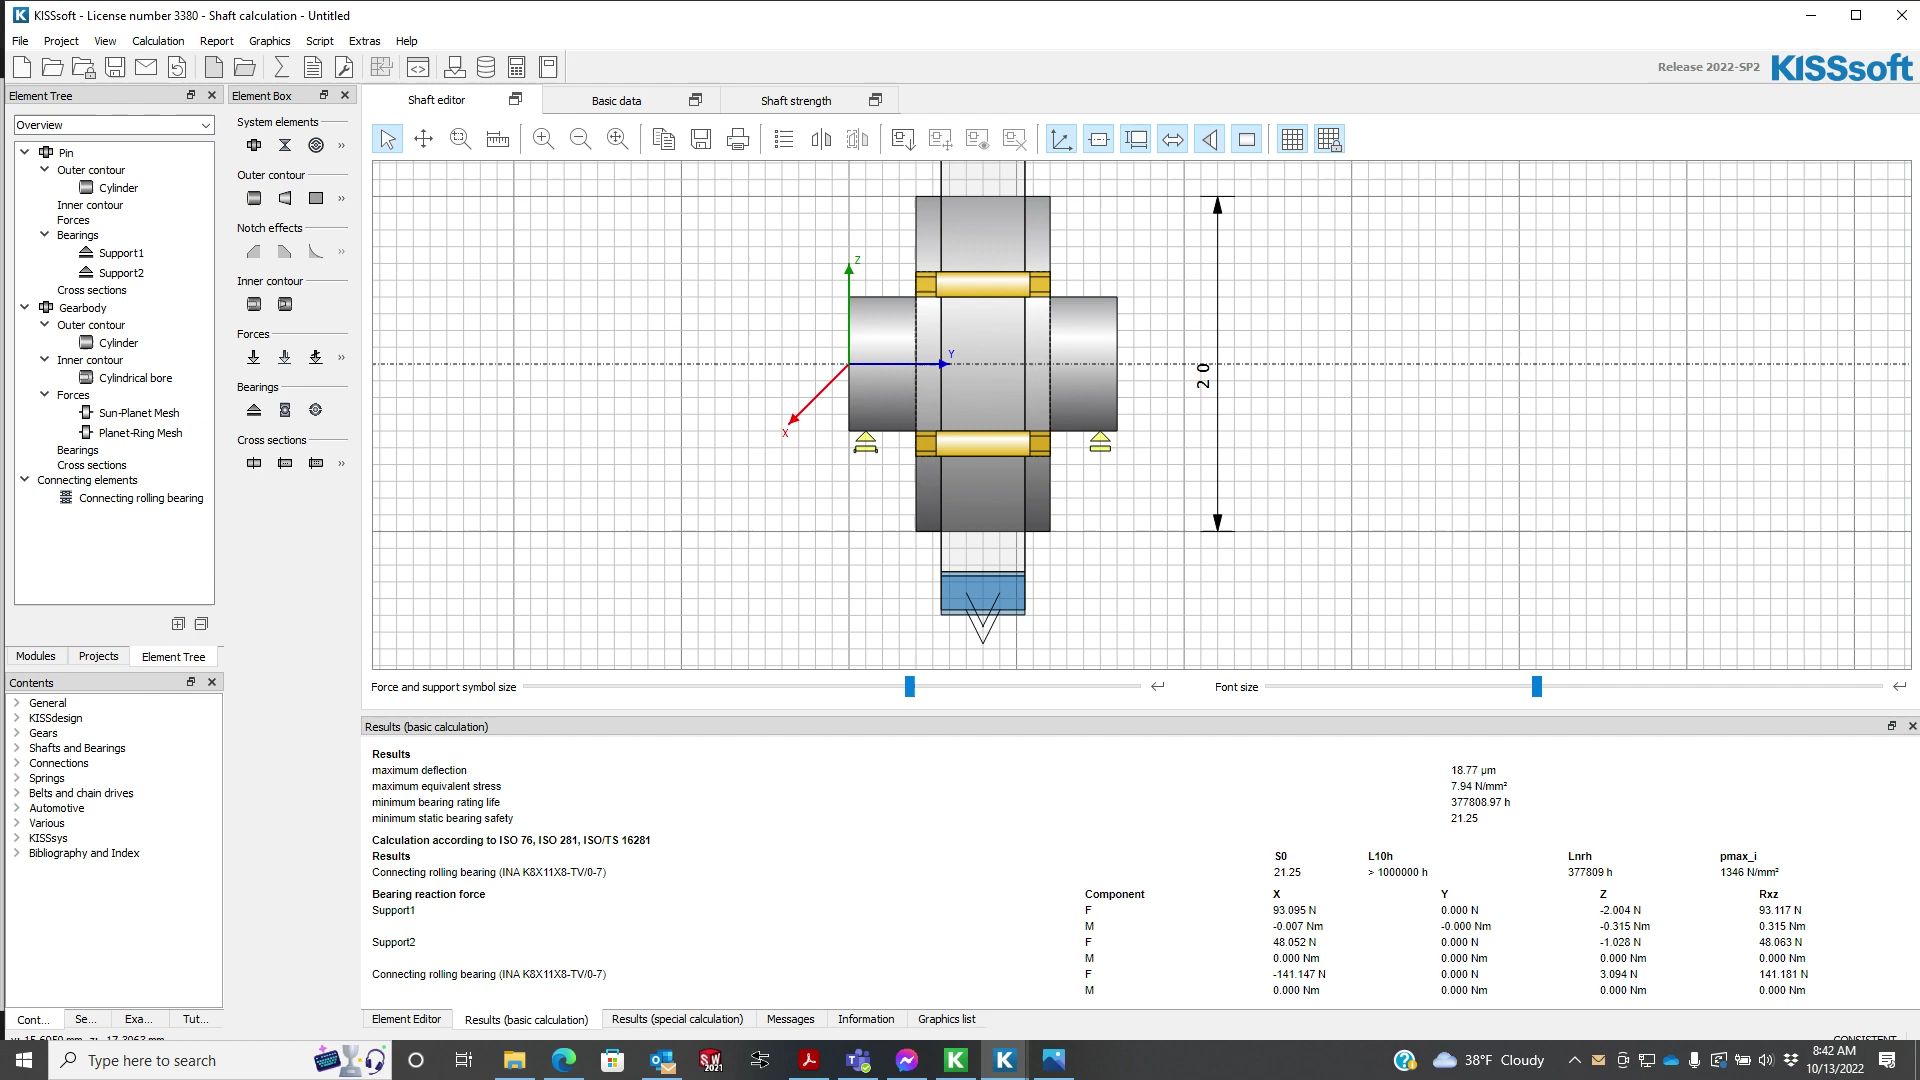 KISSsoft - License number 3380 - Shaft calculation - Untitled
File Project View Calculation Report Graphics Script Extras Help
Release 2022-SP2 KISSsoft
Element Tree
Overview
Pin
Outer contour
Cylinder
Inner contour
Forces
Bearings
Support1
Support2
Cross sections
Gearbody
Outer contour
Cylinder
Inner contour
Cylindrical bore
Forces
Sun-Planet Mesh
Planet-Ring Mesh
Bearings
Cross sections
Connecting elements
Connecting rolling bearing
Modules Projects Element Tree
Contents
General
KISSdesign
Gears
Shafts and Bearings
Connections
Springs
Belts and chain drives
Automotive
Various
KISSsys
Bibliography and Index
Cont... Se... Exa... Tut...
Element Box
System elements
Outer contour
Notch effects
Inner contour
Forces
Bearings
Cross sections
Shaft editor Basic data Shaft strength
Z
Y
X
20
Force and support symbol size Font size
Results (basic calculation)
Results
maximum deflection 18.77 µm
maximum equivalent stress 7.94 N/mm²
minimum bearing rating life 377808.97 h
minimum static bearing safety 21.25
Calculation according to ISO 76, ISO 281, ISO/TS 16281
Results S0 L10h Lnrh pmax_i
Connecting rolling bearing (INA K8X11X8-TV/0-7) 21.25 > 1000000 h 377809 h 1346 N/mm²
Bearing reaction force Component X Y Z Rxz
Support1 F 93.095 N 0.000 N -2.004 N 93.117 N
M -0.007 Nm -0.000 Nm -0.315 Nm 0.315 Nm
Support2 F 48.052 N 0.000 N -1.028 N 48.063 N
M 0.000 Nm 0.000 Nm 0.000 Nm 0.000 Nm
Connecting rolling bearing (INA K8X11X8-TV/0-7) F -141.147 N 0.000 N 3.094 N 141.181 N
M 0.000 Nm 0.000 Nm 0.000 Nm 0.000 Nm
Element Editor Results (basic calculation) Results (special calculation) Messages Information Graphics list
CONSISTENT
Type here to search
SW 2021
38°F Cloudy
8:42 AM
10/13/2022